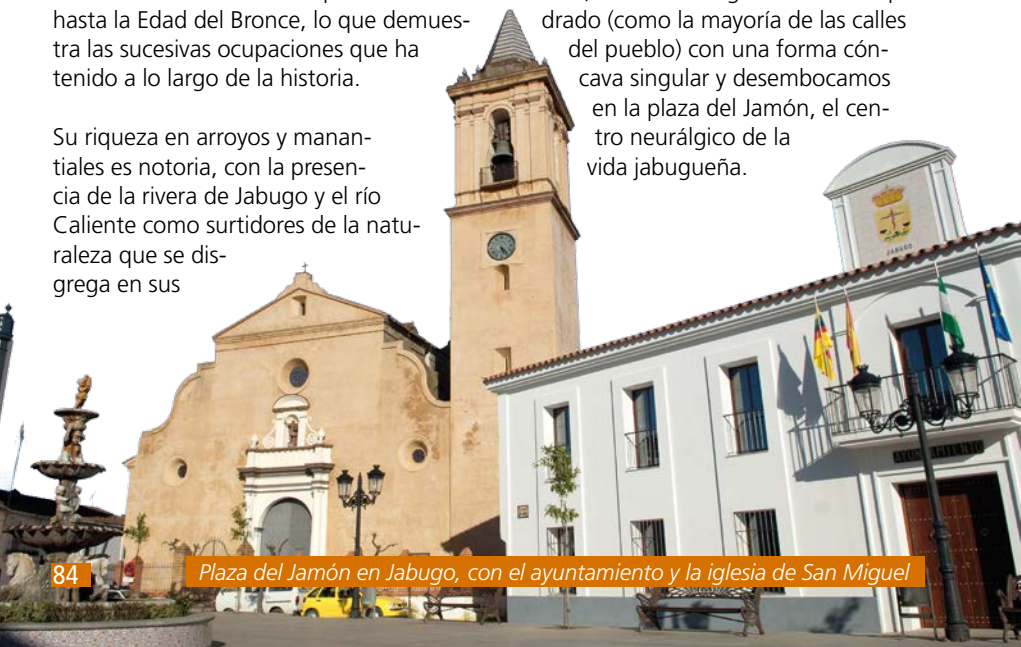 hasta la Edad del Bronce, lo que demues-
tra las sucesivas ocupaciones que ha
tenido a lo largo de la historia.
Su riqueza en arroyos y manan-
tiales es notoria, con la presen-
cia de la rivera de Jabugo y el río
Caliente como surtidores de la natu-
raleza que se dis-
grega en sus
drado (como la mayoría de las calles
del pueblo) con una forma cón-
cava singular y desembocamos
en la plaza del Jamón, el cen-
tro neurálgico de la
vida jabugueña.
JABUGO
AYUNTAMIENTO
84
Plaza del Jamón en Jabugo, con el ayuntamiento y la iglesia de San Miguel